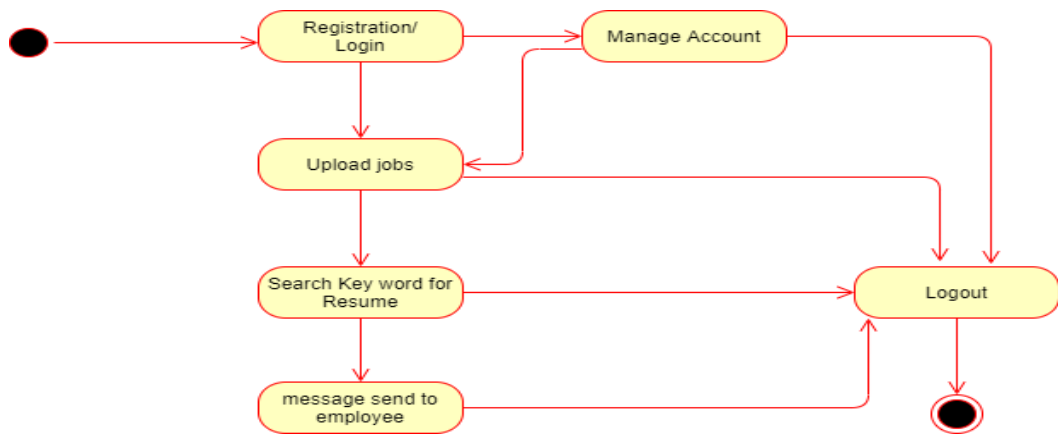 Registration/
Login
Manage Account
Upload jobs
Search Key word for
Resume
Logout
message send to
employee